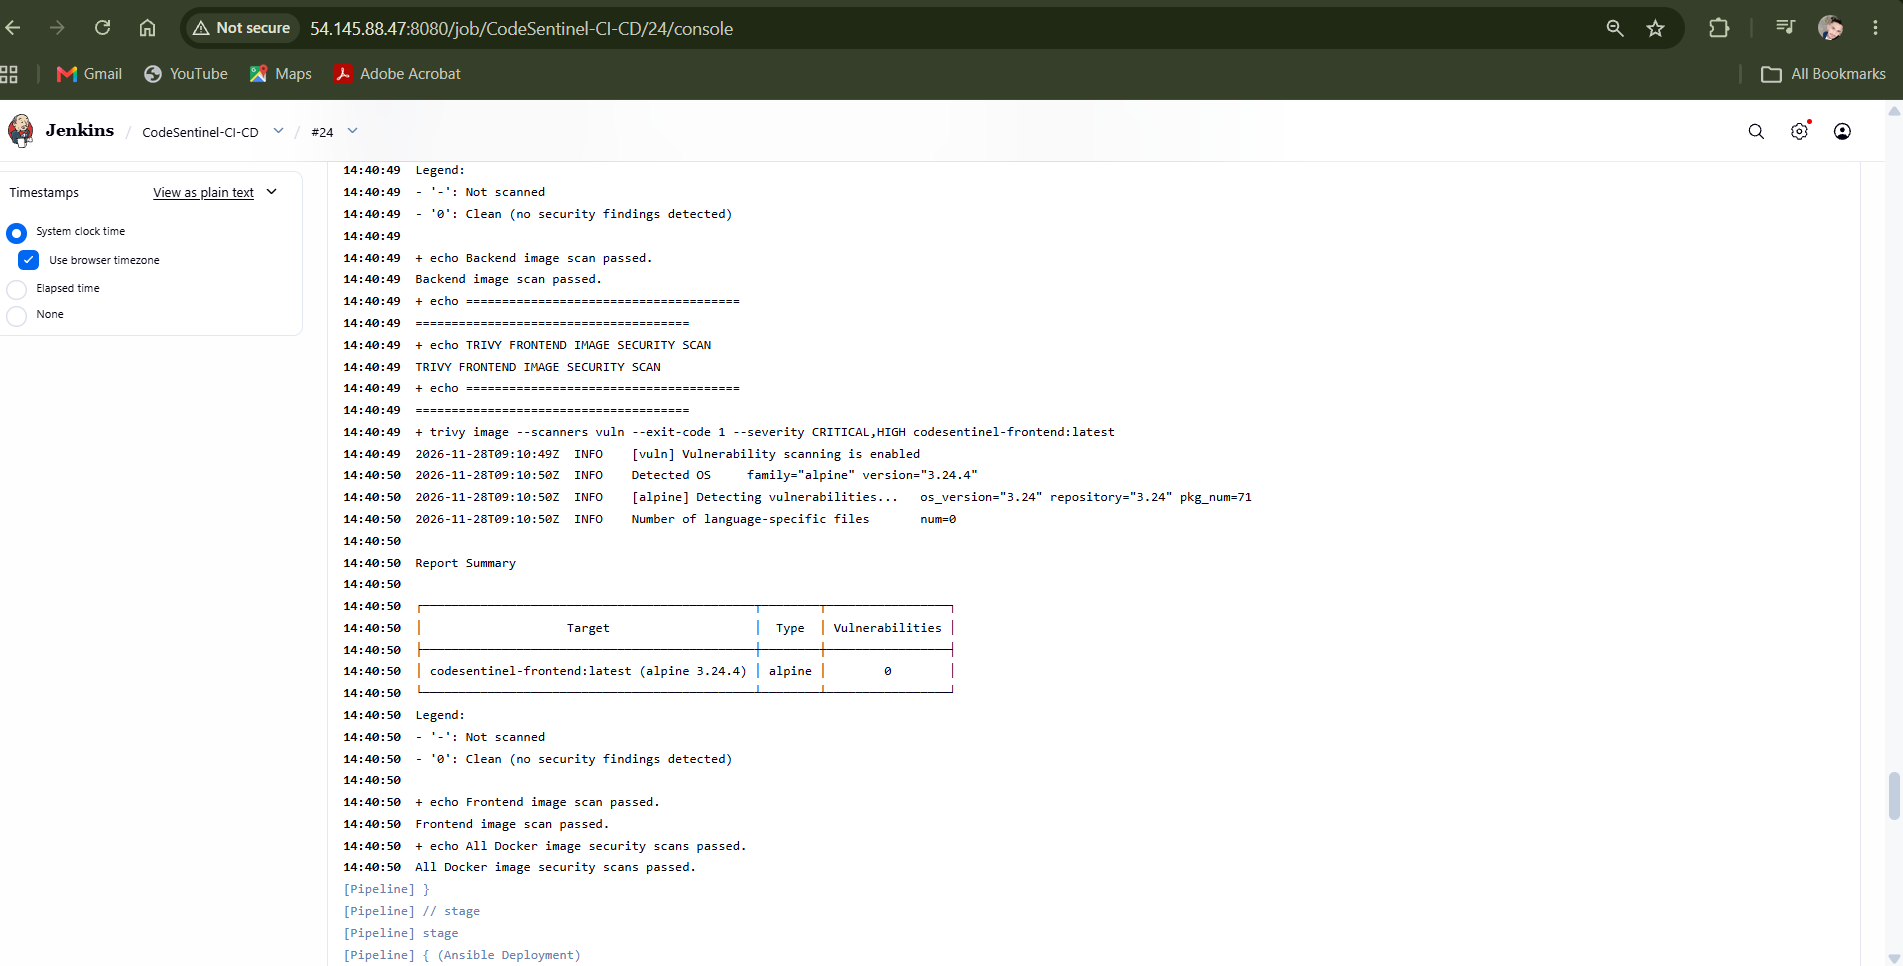 Not secure 54.145.88.47:8080/job/CodeSentinel-CI-CD/24/console
Gmail YouTube Maps Adobe Acrobat All Bookmarks
Jenkins / CodeSentinel-CI-CD / #24
Timestamps View as plain text
System clock time
Use browser timezone
Elapsed time
None
14:40:49 Legend:
14:40:49 - '-': Not scanned
14:40:49 - '0': Clean (no security findings detected)
14:40:49
14:40:49 + echo Backend image scan passed.
14:40:49 Backend image scan passed.
14:40:49 + echo ======================================
14:40:49 ======================================
14:40:49 + echo TRIVY FRONTEND IMAGE SECURITY SCAN
14:40:49 TRIVY FRONTEND IMAGE SECURITY SCAN
14:40:49 + echo ======================================
14:40:49 ======================================
14:40:49 + trivy image --scanners vuln --exit-code 1 --severity CRITICAL,HIGH codesentinel-frontend:latest
14:40:49 2026-11-28T09:10:49Z INFO [vuln] Vulnerability scanning is enabled
14:40:50 2026-11-28T09:10:50Z INFO Detected OS family="alpine" version="3.24.4"
14:40:50 2026-11-28T09:10:50Z INFO [alpine] Detecting vulnerabilities... os_version="3.24" repository="3.24" pkg_num=71
14:40:50 2026-11-28T09:10:50Z INFO Number of language-specific files num=0
14:40:50
14:40:50 Report Summary
14:40:50
14:40:50
14:40:50 Target Type Vulnerabilities
14:40:50
14:40:50 codesentinel-frontend:latest (alpine 3.24.4) alpine 0
14:40:50
14:40:50 Legend:
14:40:50 - '-': Not scanned
14:40:50 - '0': Clean (no security findings detected)
14:40:50
14:40:50 + echo Frontend image scan passed.
14:40:50 Frontend image scan passed.
14:40:50 + echo All Docker image security scans passed.
14:40:50 All Docker image security scans passed.
[Pipeline] }
[Pipeline] // stage
[Pipeline] stage
[Pipeline] { (Ansible Deployment)